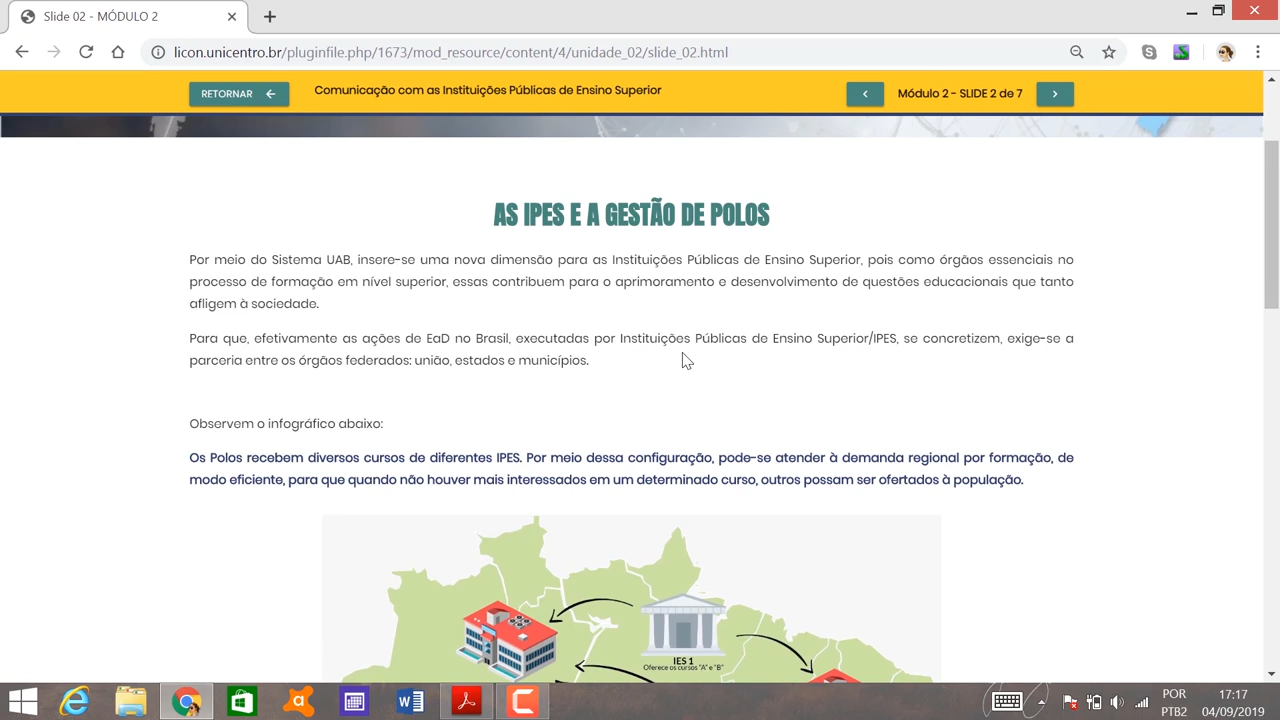 Slide 02 - MÓDULO 2
licon.unicentro.br/pluginfile.php/1673/mod_resource/content/4/unidade_02/slide_02.html
RETORNAR
Comunicação com as Instituições Públicas de Ensino Superior
Módulo 2 - SLIDE 2 de 7
AS IPES E A GESTÃO DE POLOS
Por meio do Sistema UAB, insere-se uma nova dimensão para as Instituições Públicas de Ensino Superior, pois como órgãos essenciais no
processo de formação em nível superior, essas contribuem para o aprimoramento e desenvolvimento de questões educacionais que tanto
afligem à sociedade.
Para que, efetivamente as ações de EaD no Brasil, executadas por Instituições Públicas de Ensino Superior/IPES, se concretizem, exige-se a
parceria entre os órgãos federados: união, estados e municípios.
Observem o infográfico abaixo:
Os Polos recebem diversos cursos de diferentes IPES. Por meio dessa configuração, pode-se atender à demanda regional por formação, de
modo eficiente, para que quando não houver mais interessados em um determinado curso, outros possam ser ofertados à população.
IES 1
Oferece os cursos "A" e "B"
POR
PTB2
17:17
04/09/2019